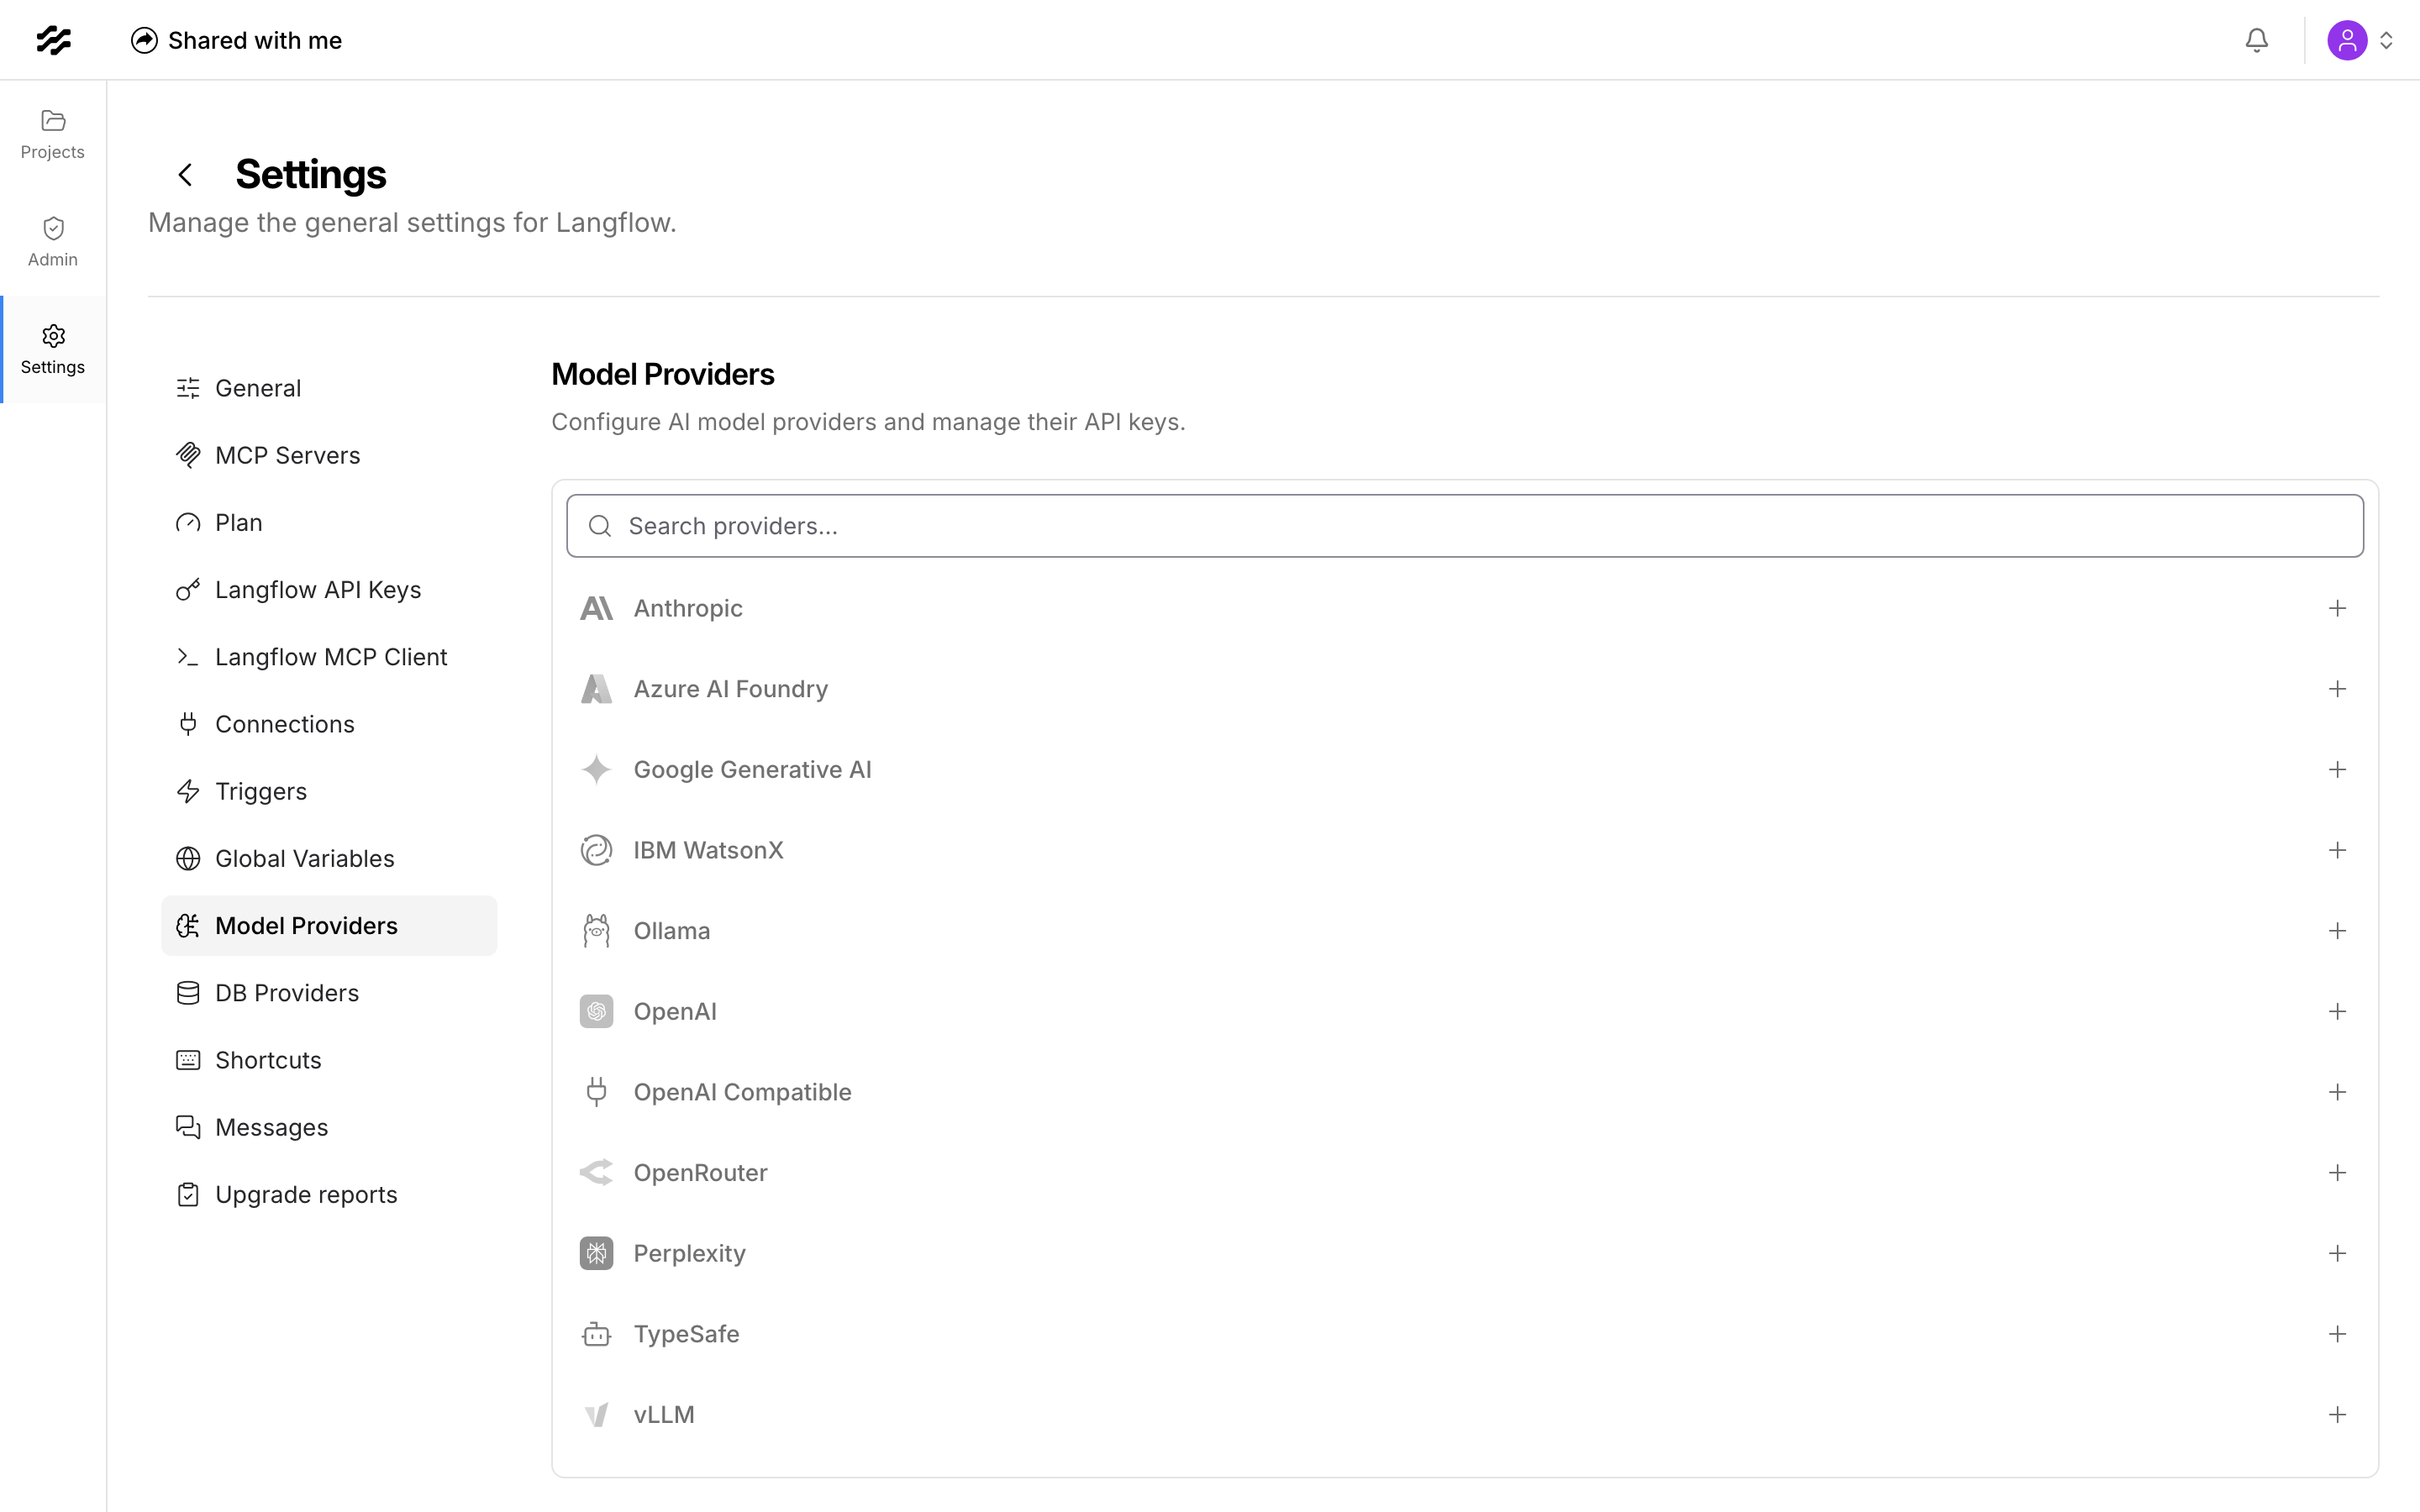 Shared with me
Projects
Admin
Settings
Settings
Manage the general settings for Langflow.
General
MCP Servers
Plan
Langflow API Keys
Langflow MCP Client
Connections
Triggers
Global Variables
Model Providers
DB Providers
Shortcuts
Messages
Upgrade reports
Model Providers
Configure AI model providers and manage their API keys.
Search providers...
Anthropic
Azure AI Foundry
Google Generative AI
IBM WatsonX
Ollama
OpenAI
OpenAI Compatible
OpenRouter
Perplexity
TypeSafe
vLLM